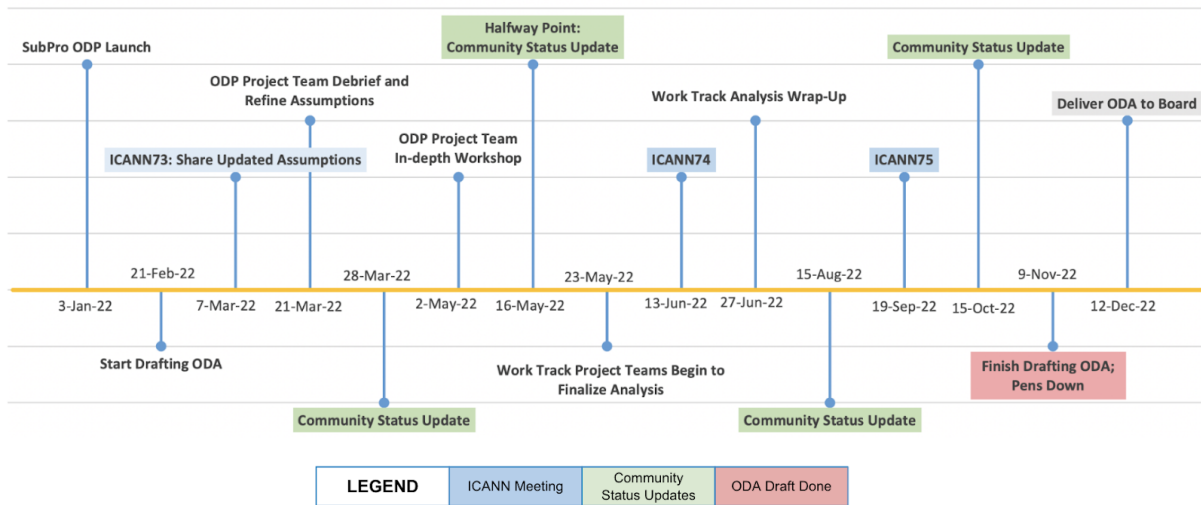 Halfway Point:
Community Status Update
SubPro ODP Launch
Community Status Update
ODP Project Team Debrief and
Refine Assumptions
Work Track Analysis Wrap-Up
Deliver ODA to Board
ODP Project Team
In-depth Workshop
ICANN73: Share Updated Assumptions
ICANN74
ICANN75
21-Feb-22
28-Mar-22
23-May-22
15-Aug-22
9-Nov-22
3-Jan-22
7-Mar-22
21-Mar-22
2-May-22
16-May-22
13-Jun-22
27-Jun-22
19-Sep-22
15-Oct-22
12-Dec-22
Start Drafting ODA
Work Track Project Teams Begin to
Finalize Analysis
Finish Drafting ODA;
Pens Down
Community Status Update
Community Status Update
LEGEND
ICANN Meeting
Community
Status Updates
ODA Draft Done